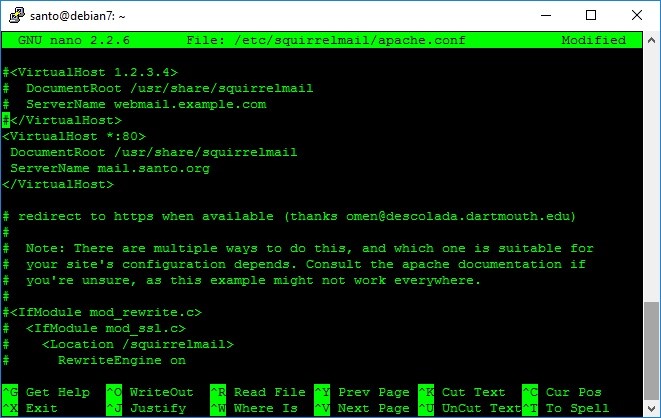 santo@debian7: ~
GNU nano 2.2.6 File: /etc/squirrelmail/apache.conf Modified
#<VirtualHost 1.2.3.4>
# DocumentRoot /usr/share/squirrelmail
# ServerName webmail.example.com
#</VirtualHost>
<VirtualHost *:80>
DocumentRoot /usr/share/squirrelmail
ServerName mail.santo.org
</VirtualHost>
# redirect to https when available (thanks omen@descolada.dartmouth.edu)
#
# Note: There are multiple ways to do this, and which one is suitable for
# your site's configuration depends. Consult the apache documentation if
# you're unsure, as this example might not work everywhere.
#
#<IfModule mod_rewrite.c>
# <IfModule mod_ssl.c>
# <Location /squirrelmail>
# RewriteEngine on
^G Get Help ^O WriteOut ^R Read File ^Y Prev Page ^K Cut Text ^C Cur Pos
^X Exit ^J Justify ^W Where Is ^V Next Page ^U UnCut Text^T To Spell